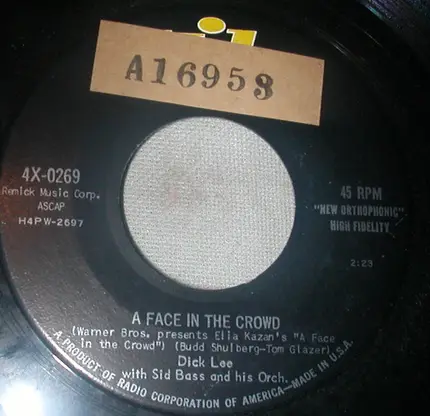 A16953
4X-0269
Remick Music Corp.
ASCAP
H4PW-2697
45 RPM
"NEW ORTHOPHONIC"
HIGH FIDELITY
2:23
A FACE IN THE CROWD
(Warner Bros. presents Elia Kazan's "A Face
in the Crowd") (Budd Shulberg-Tom Glazer)
Dick Lee
with Sid Bass and his Orch.
A PRODUCT OF RADIO CORPORATION OF AMERICA—MADE IN U.S.A.